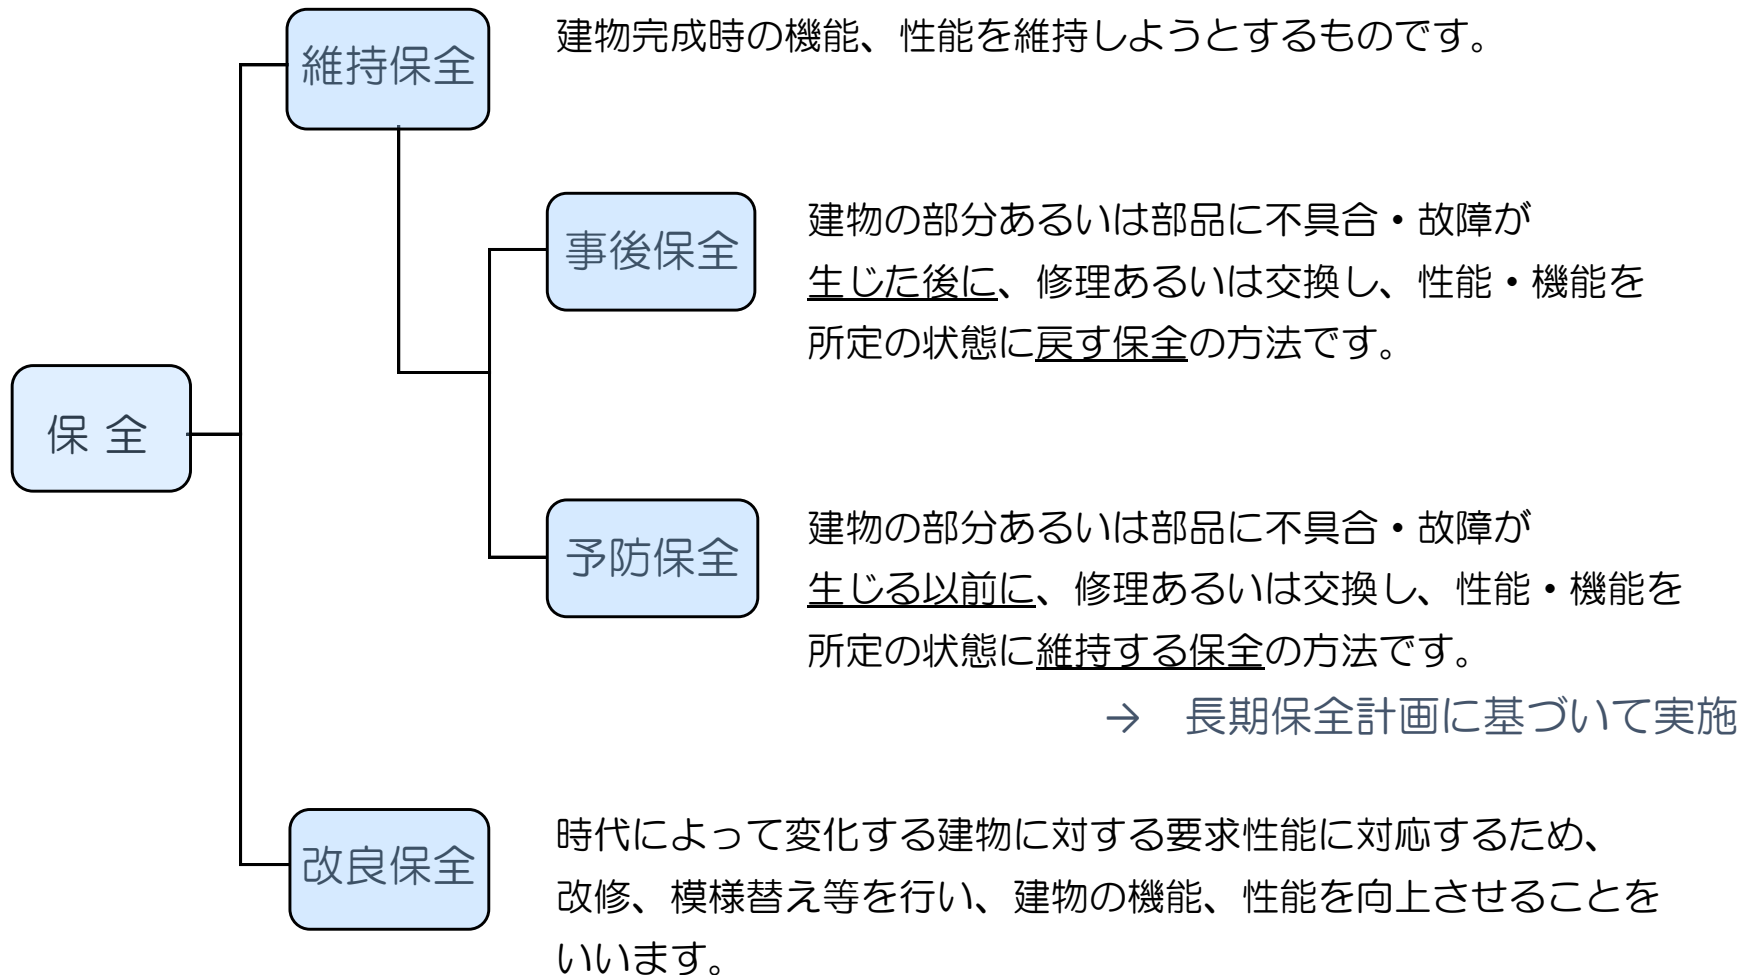 維持保全
建物完成時の機能、性能を維持しようとするものです。
事後保全
建物の部分あるいは部品に不具合・故障が
生じた後に、修理あるいは交換し、性能・機能を
所定の状態に戻す保全の方法です。
保 全
予防保全
建物の部分あるいは部品に不具合・故障が
生じる以前に、修理あるいは交換し、性能・機能を
所定の状態に維持する保全の方法です。
→ 長期保全計画に基づいて実施
改良保全
時代によって変化する建物に対する要求性能に対応するため、
改修、模様替え等を行い、建物の機能、性能を向上させることを
いいます。